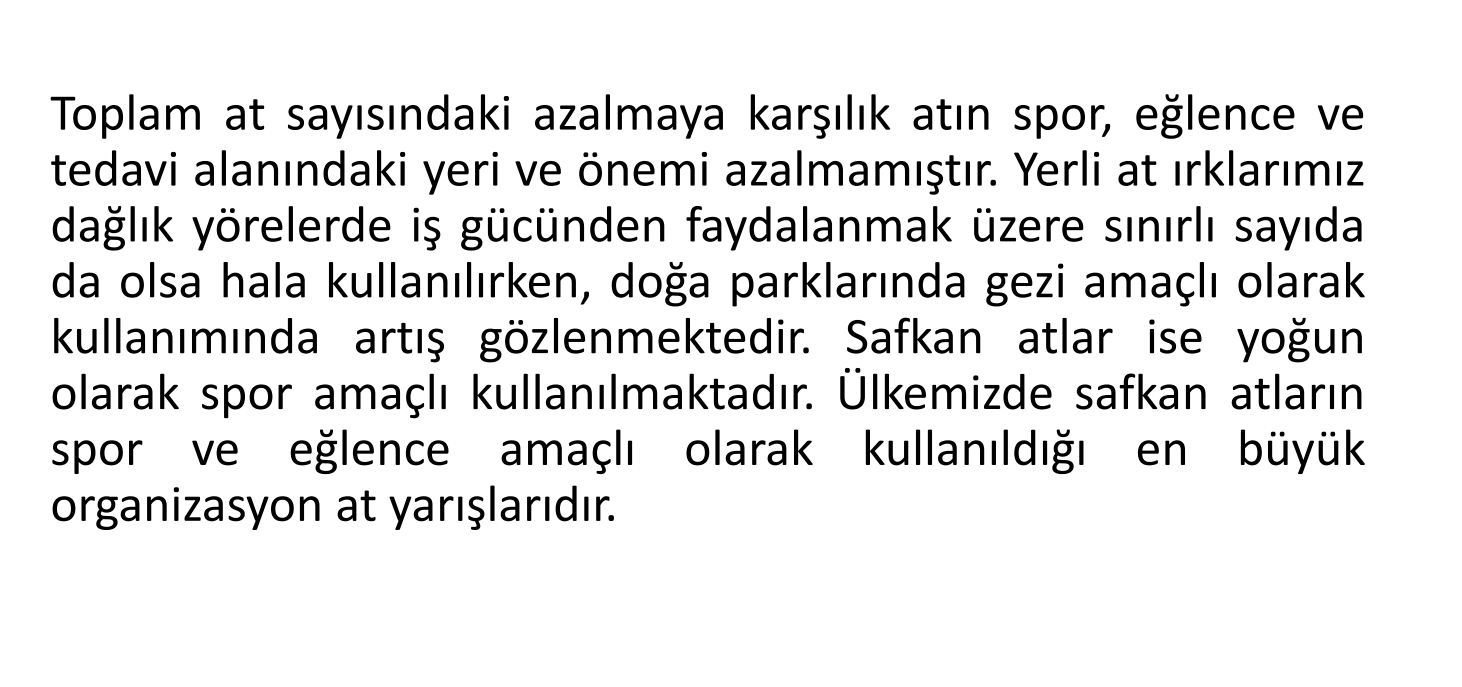 Toplam at sayısındaki azalmaya karşılık atın spor, eğlence ve
tedavi alanındaki yeri ve önemi azalmamıştır. Yerli at ırklarımız
dağlık yörelerde iş gücünden faydalanmak üzere sınırlı sayıda
da olsa hala kullanılırken, doğa parklarında gezi amaçlı olarak
kullanımında artış gözlenmektedir. Safkan atlar ise yoğun
olarak spor amaçlı kullanılmaktadır. Ülkemizde safkan atların
spor ve eğlence amaçlı olarak kullanıldığı en büyük
organizasyon at yarışlarıdır.